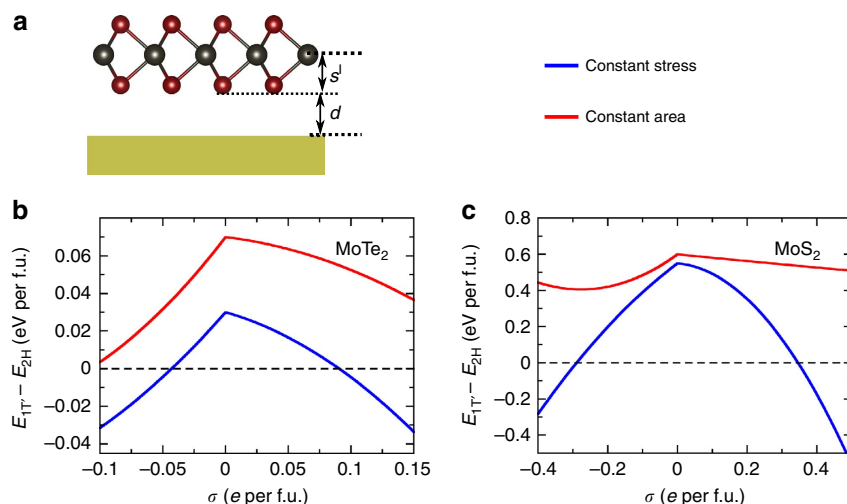 a
s^l
d
Constant stress
Constant area
b
MoTe2
E1T′ – E2H (eV per f.u.)
0.06
0.04
0.02
0
−0.02
−0.04
−0.1
−0.05
0
0.05
0.1
0.15
σ (e per f.u.)
c
MoS2
E1T′ – E2H (eV per f.u.)
0.8
0.6
0.4
0.2
0
−0.2
−0.4
−0.4
−0.2
0
0.2
0.4
σ (e per f.u.)